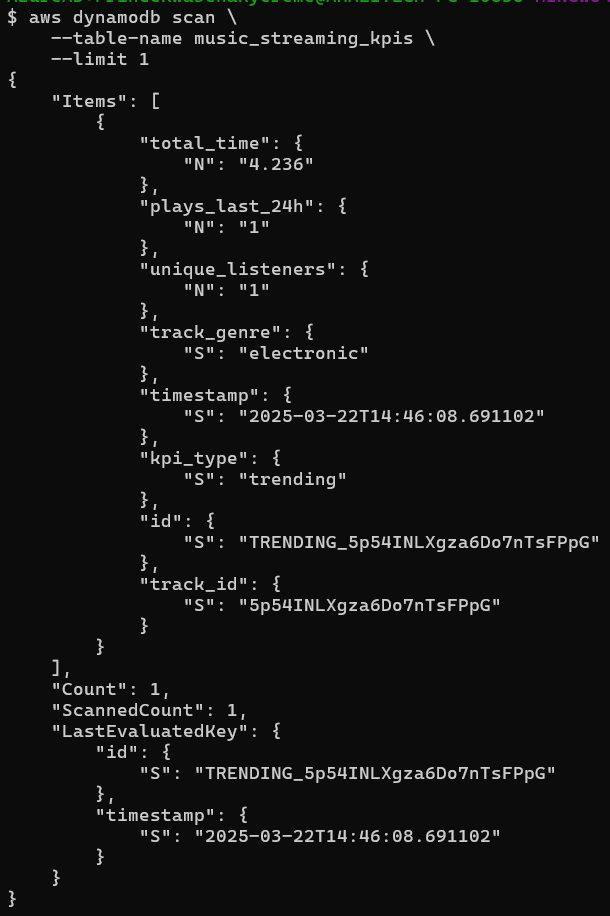 $ aws dynamodb scan \
    --table-name music_streaming_kpis \
    --limit 1
{
    "Items": [
        {
            "total_time": {
                "N": "4.236"
            },
            "plays_last_24h": {
                "N": "1"
            },
            "unique_listeners": {
                "N": "1"
            },
            "track_genre": {
                "S": "electronic"
            },
            "timestamp": {
                "S": "2025-03-22T14:46:08.691102"
            },
            "kpi_type": {
                "S": "trending"
            },
            "id": {
                "S": "TRENDING_5p54INLXgza6Do7nTsFPpG"
            },
            "track_id": {
                "S": "5p54INLXgza6Do7nTsFPpG"
            }
        }
    ],
    "Count": 1,
    "ScannedCount": 1,
    "LastEvaluatedKey": {
        "id": {
            "S": "TRENDING_5p54INLXgza6Do7nTsFPpG"
        },
        "timestamp": {
            "S": "2025-03-22T14:46:08.691102"
        }
    }
}